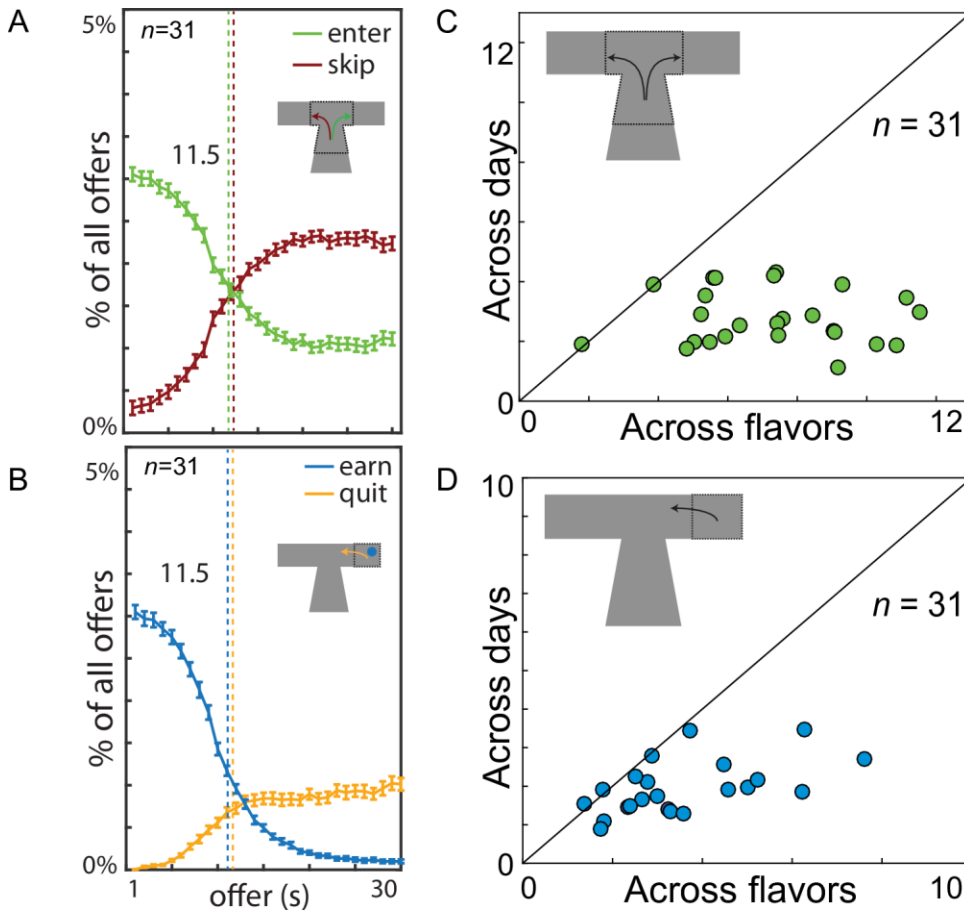 A
5%
n=31
enter
skip
11.5
% of all offers
0%
B
5%
n=31
earn
quit
11.5
% of all offers
0%
1
offer (s)
30
C
12
n = 31
Across days
0
0
Across flavors
12
D
10
n = 31
Across days
0
0
Across flavors
10